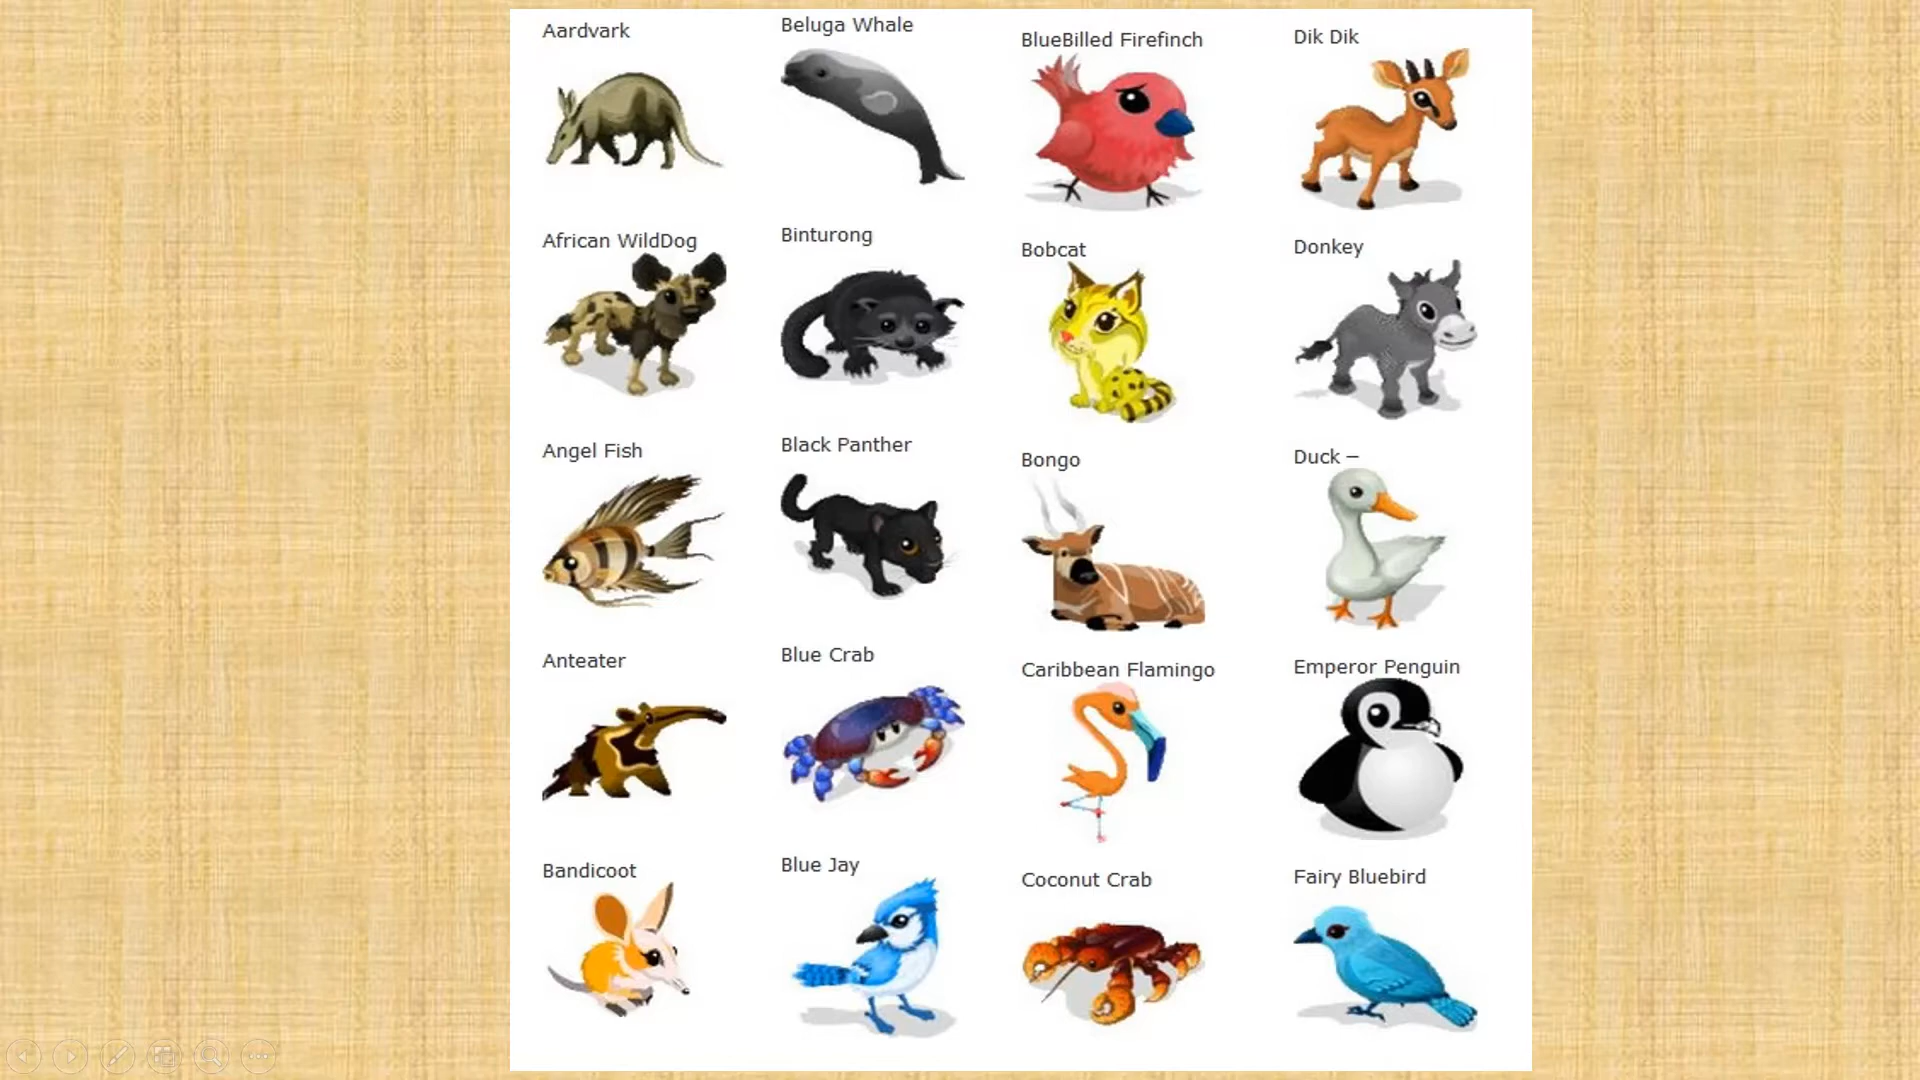 Aardvark
Beluga Whale
BlueBilled Firefinch
Dik Dik
African WildDog
Binturong
Bobcat
Donkey
Angel Fish
Black Panther
Bongo
Duck –
Anteater
Blue Crab
Caribbean Flamingo
Emperor Penguin
Bandicoot
Blue Jay
Coconut Crab
Fairy Bluebird